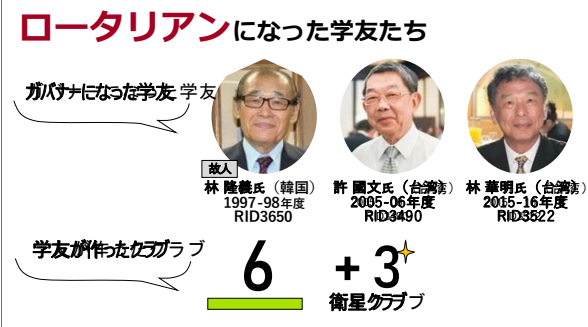 ロータリアンになった学友たち
ガバナーになった学友
故人
林 隆義氏（韓国）
1997-98年度
RID3650
許 國文氏（台湾）
2005-06年度
RID3490
林 華明氏（台湾）
2015-16年度
RID3522
学友が作ったクラブ
6
+ 3
衛星クラブ